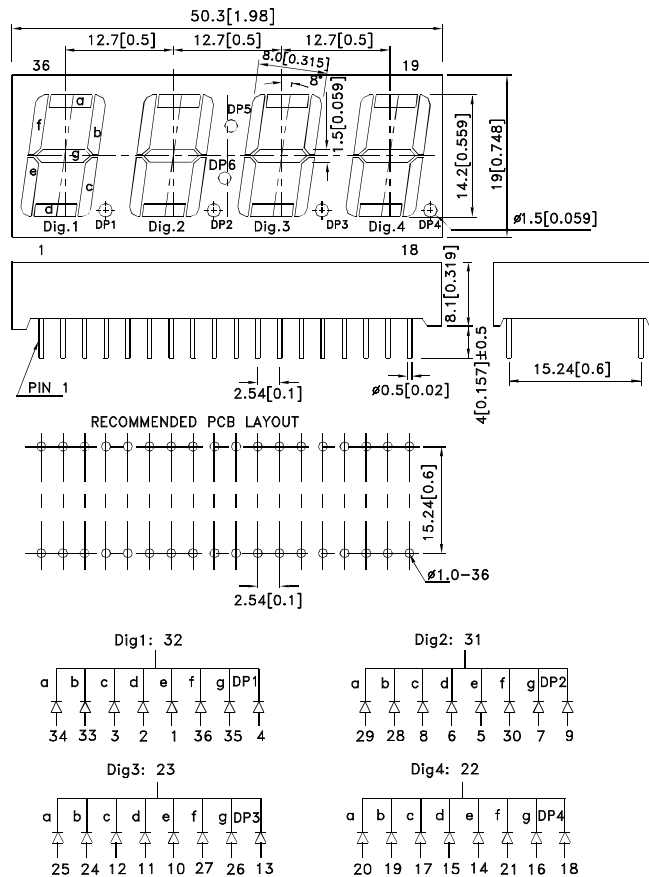 50.3[1.98]
12.7[0.5] 12.7[0.5] 12.7[0.5]
8.0[0.315]
36 19
8°
a DP5
f b
g
DP6
e c
d
1.5[0.059]
14.2[0.559]
19[0.748]
Dig.1 DP1 Dig.2 DP2 Dig.3 DP3 Dig.4 DP4
ø1.5[0.059]
1 18
8.1[0.319]
4[0.157]±0.5
PIN 1
2.54[0.1]
ø0.5[0.02]
15.24[0.6]
RECOMMENDED PCB LAYOUT
15.24[0.6]
ø1.0-36
2.54[0.1]
Dig1: 32
a b c d e f g DP1
34 33 3 2 1 36 35 4
Dig2: 31
a b c d e f g DP2
29 28 8 6 5 30 7 9
Dig3: 23
a b c d e f g DP3
25 24 12 11 10 27 26 13
Dig4: 22
a b c d e f g DP4
20 19 17 15 14 21 16 18